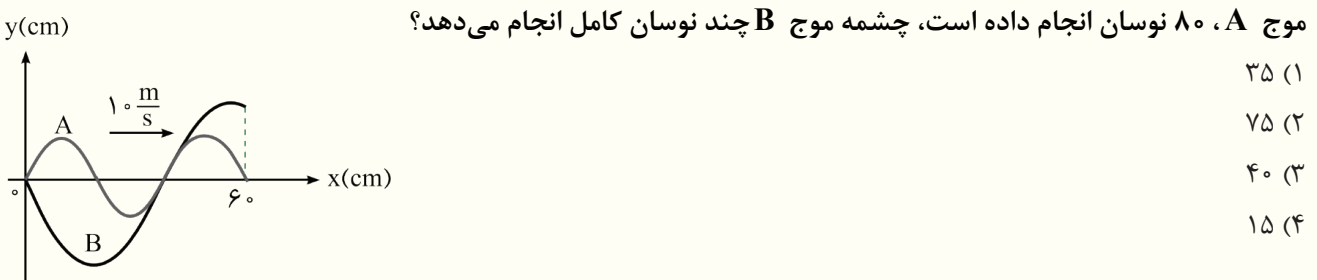 موج A، ۸۰ نوسان انجام داده است، چشمه موج B چند نوسان کامل انجام می‌دهد؟
۱) ۳۵
۲) ۷۵
۳) ۴۰
۴) ۱۵
y(cm)
۱۰ m/s
A
x(cm)
۰
۶۰
B